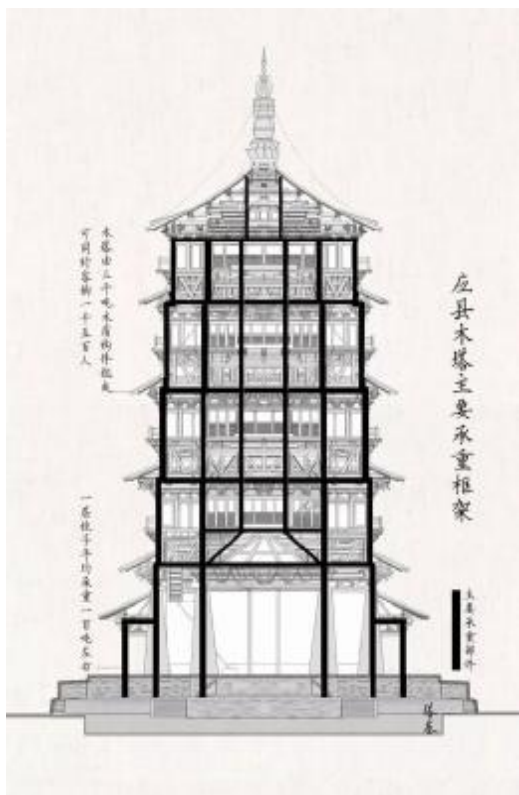 应县木塔主要承重框架
木塔由三千吨木质构件组成
可同时容纳一千五百人
一层柱子平均承重一百吨左右
主要承重部件
塔基